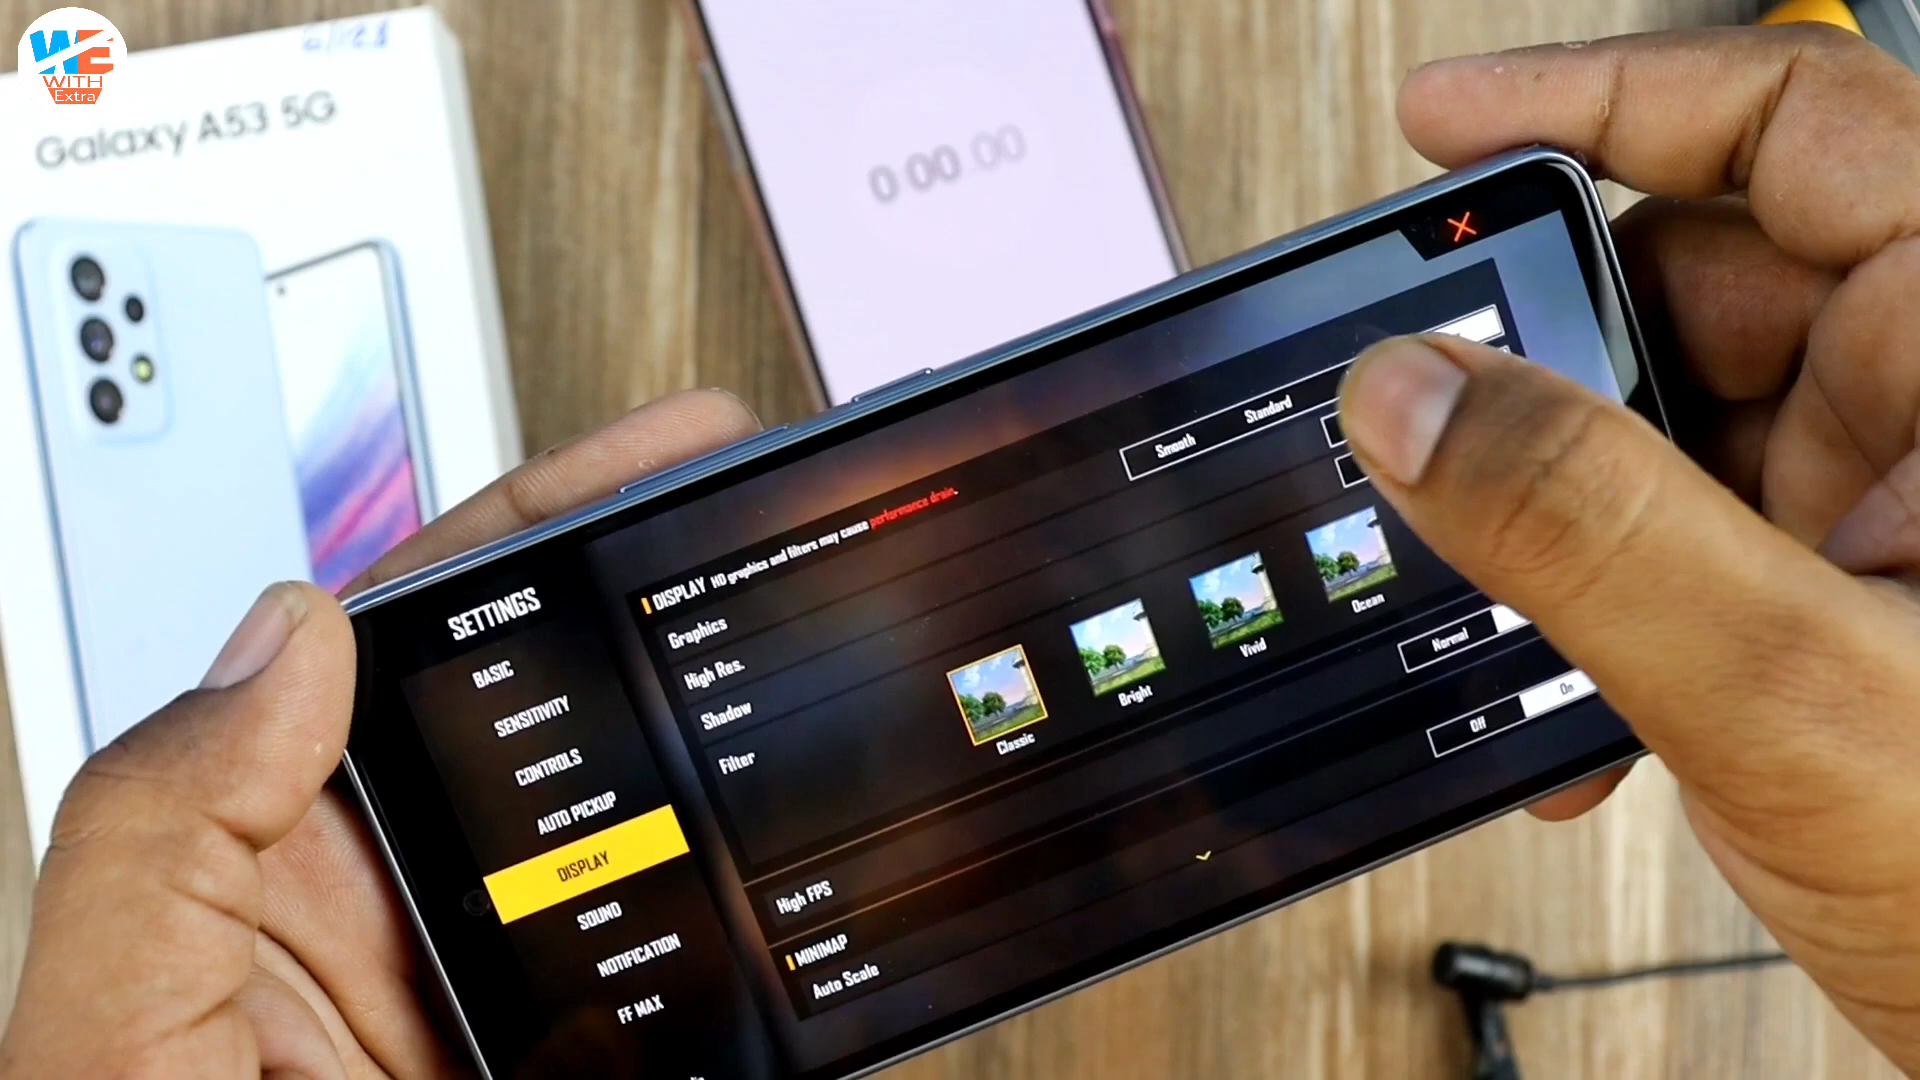 WE
WITH
Extra
Galaxy A53 5G
0 00 .00
SETTINGS
BASIC
SENSITIVITY
CONTROLS
AUTO PICKUP
DISPLAY
SOUND
NOTIFICATION
FF MAX
DISPLAY HD graphics and filters may cause performance drain.
Graphics
Smooth Standard
High Res.
Shadow
Filter
Classic Bright Vivid Ocean
High FPS
Normal
MINIMAP
Auto Scale
Off On